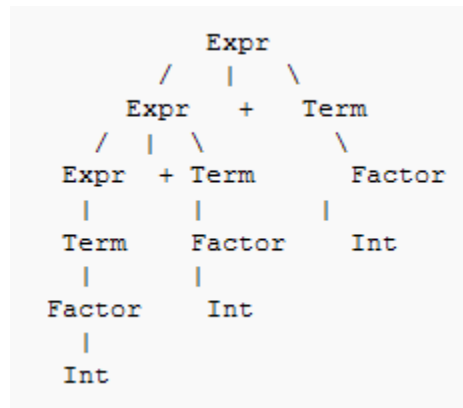 Expr
/ | \
Expr + Term
/ | \ \
Expr + Term Factor
| | |
Term Factor Int
| |
Factor Int
|
Int